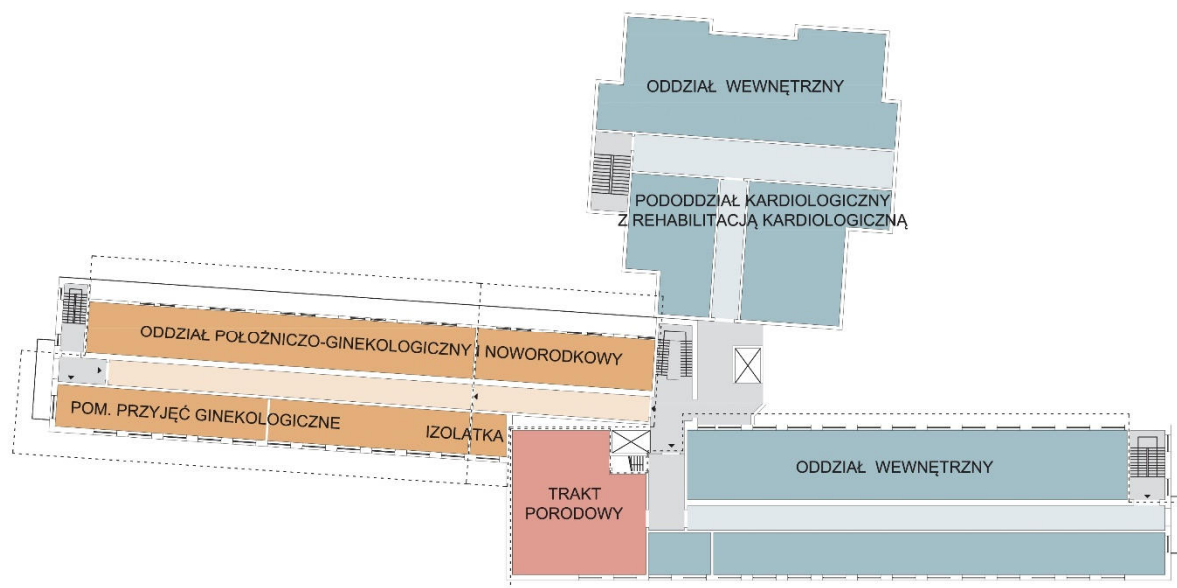 ODDZIAŁ WEWNĘTRZNY
PODODDZIAŁ KARDIOLOGICZNY
Z REHABILITACJĄ KARDIOLOGICZNĄ
ODDZIAŁ POŁOŻNICZO-GINEKOLOGICZNY I NOWORODKOWY
POM. PRZYJĘĆ GINEKOLOGICZNE
IZOLATKA
TRAKT
PORODOWY
ODDZIAŁ WEWNĘTRZNY